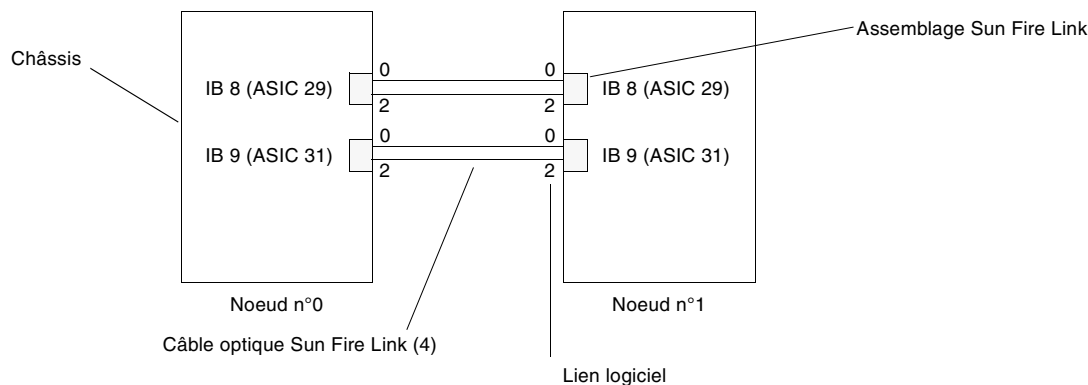 Assemblage Sun Fire Link
Châssis
0 0
IB 8 (ASIC 29) IB 8 (ASIC 29)
2 2
0 0
IB 9 (ASIC 31) IB 9 (ASIC 31)
2 2
Noeud n°0 Noeud n°1
Câble optique Sun Fire Link (4)
Lien logiciel